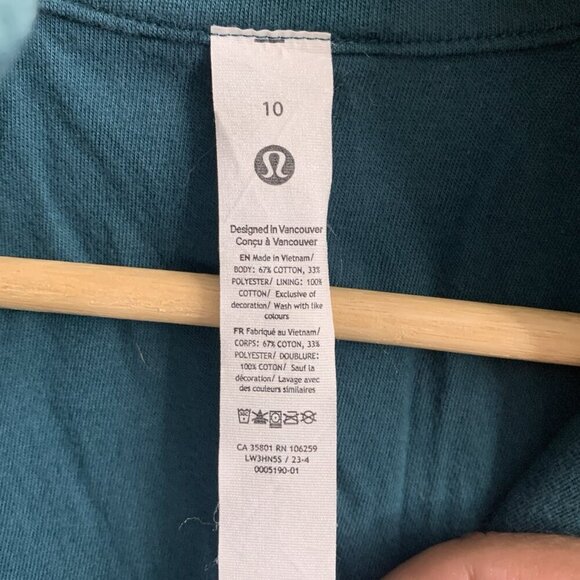 10
Designed in Vancouver
Conçu à Vancouver
EN Made in Vietnam/
BODY: 67% COTTON, 33%
POLYESTER/ LINING: 100%
COTTON/ Exclusive of
decoration/ Wash with like
colours
FR Fabriqué au Vietnam/
CORPS: 67% COTON, 33%
POLYESTER/ DOUBLURE:
100% COTON/ Sauf la
décoration/ Lavage avec
des couleurs similaires
CA 35801 RN 106259
LW3HN5S / 23-4
0005190-01